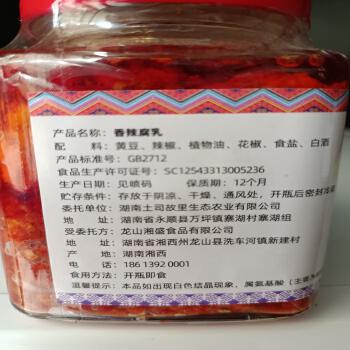 产品名称：香辣腐乳
配　　料：黄豆、辣椒、植物油、花椒、食盐、白酒
产品标准号：GB2712
食品生产许可证号：SC12543313005236
生产日期：见喷码　　保质期：12个月
贮存条件：存放于阴凉、干燥、通风处，开瓶后密封冷藏
委托单位：湖南土司故里生态农业有限公司
地　　址：湖南省永顺县万坪镇寨湖村寨湖组
受委托方：龙山湘盛食品有限公司
地　　址：湖南省湘西州龙山县洗车河镇新建村
产　　地：湖南湘西
电　　话：186 1392 0001
食用方法：开瓶即食
温馨提示：本品如出现白色结晶现象，属氨基酸（主要为